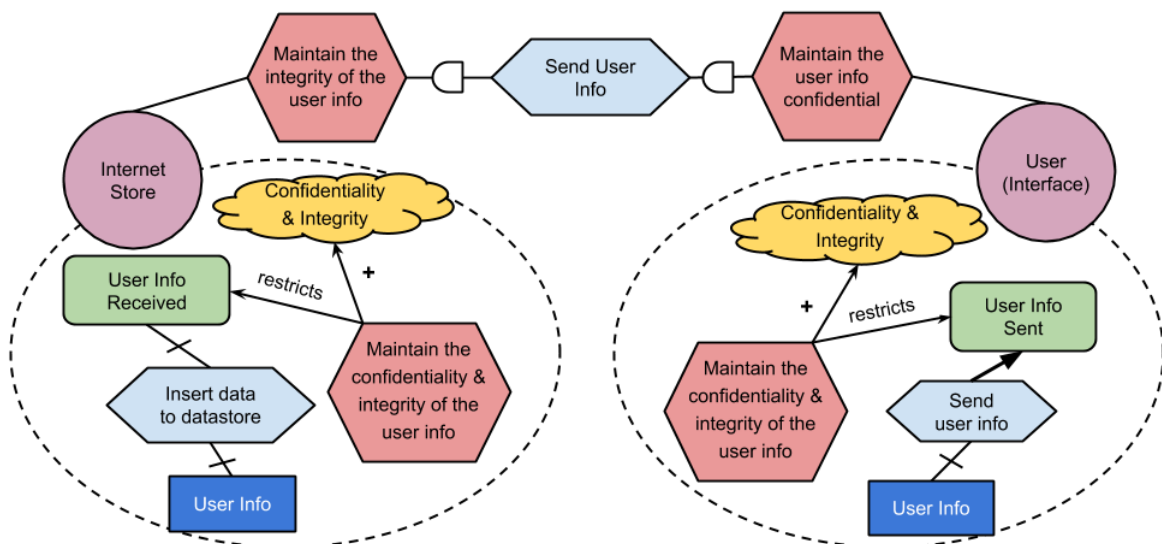 Maintain the
integrity of the
user info
Send User
Info
Maintain the
user info
confidential
Internet
Store
User
(Interface)
Confidentiality
& Integrity
User Info
Received
restricts
+
Maintain the
confidentiality &
integrity of the
user info
Insert data
to datastore
User Info
Confidentiality &
Integrity
+
restricts
User Info
Sent
Maintain the
confidentiality &
integrity of the
user info
Send
user info
User Info